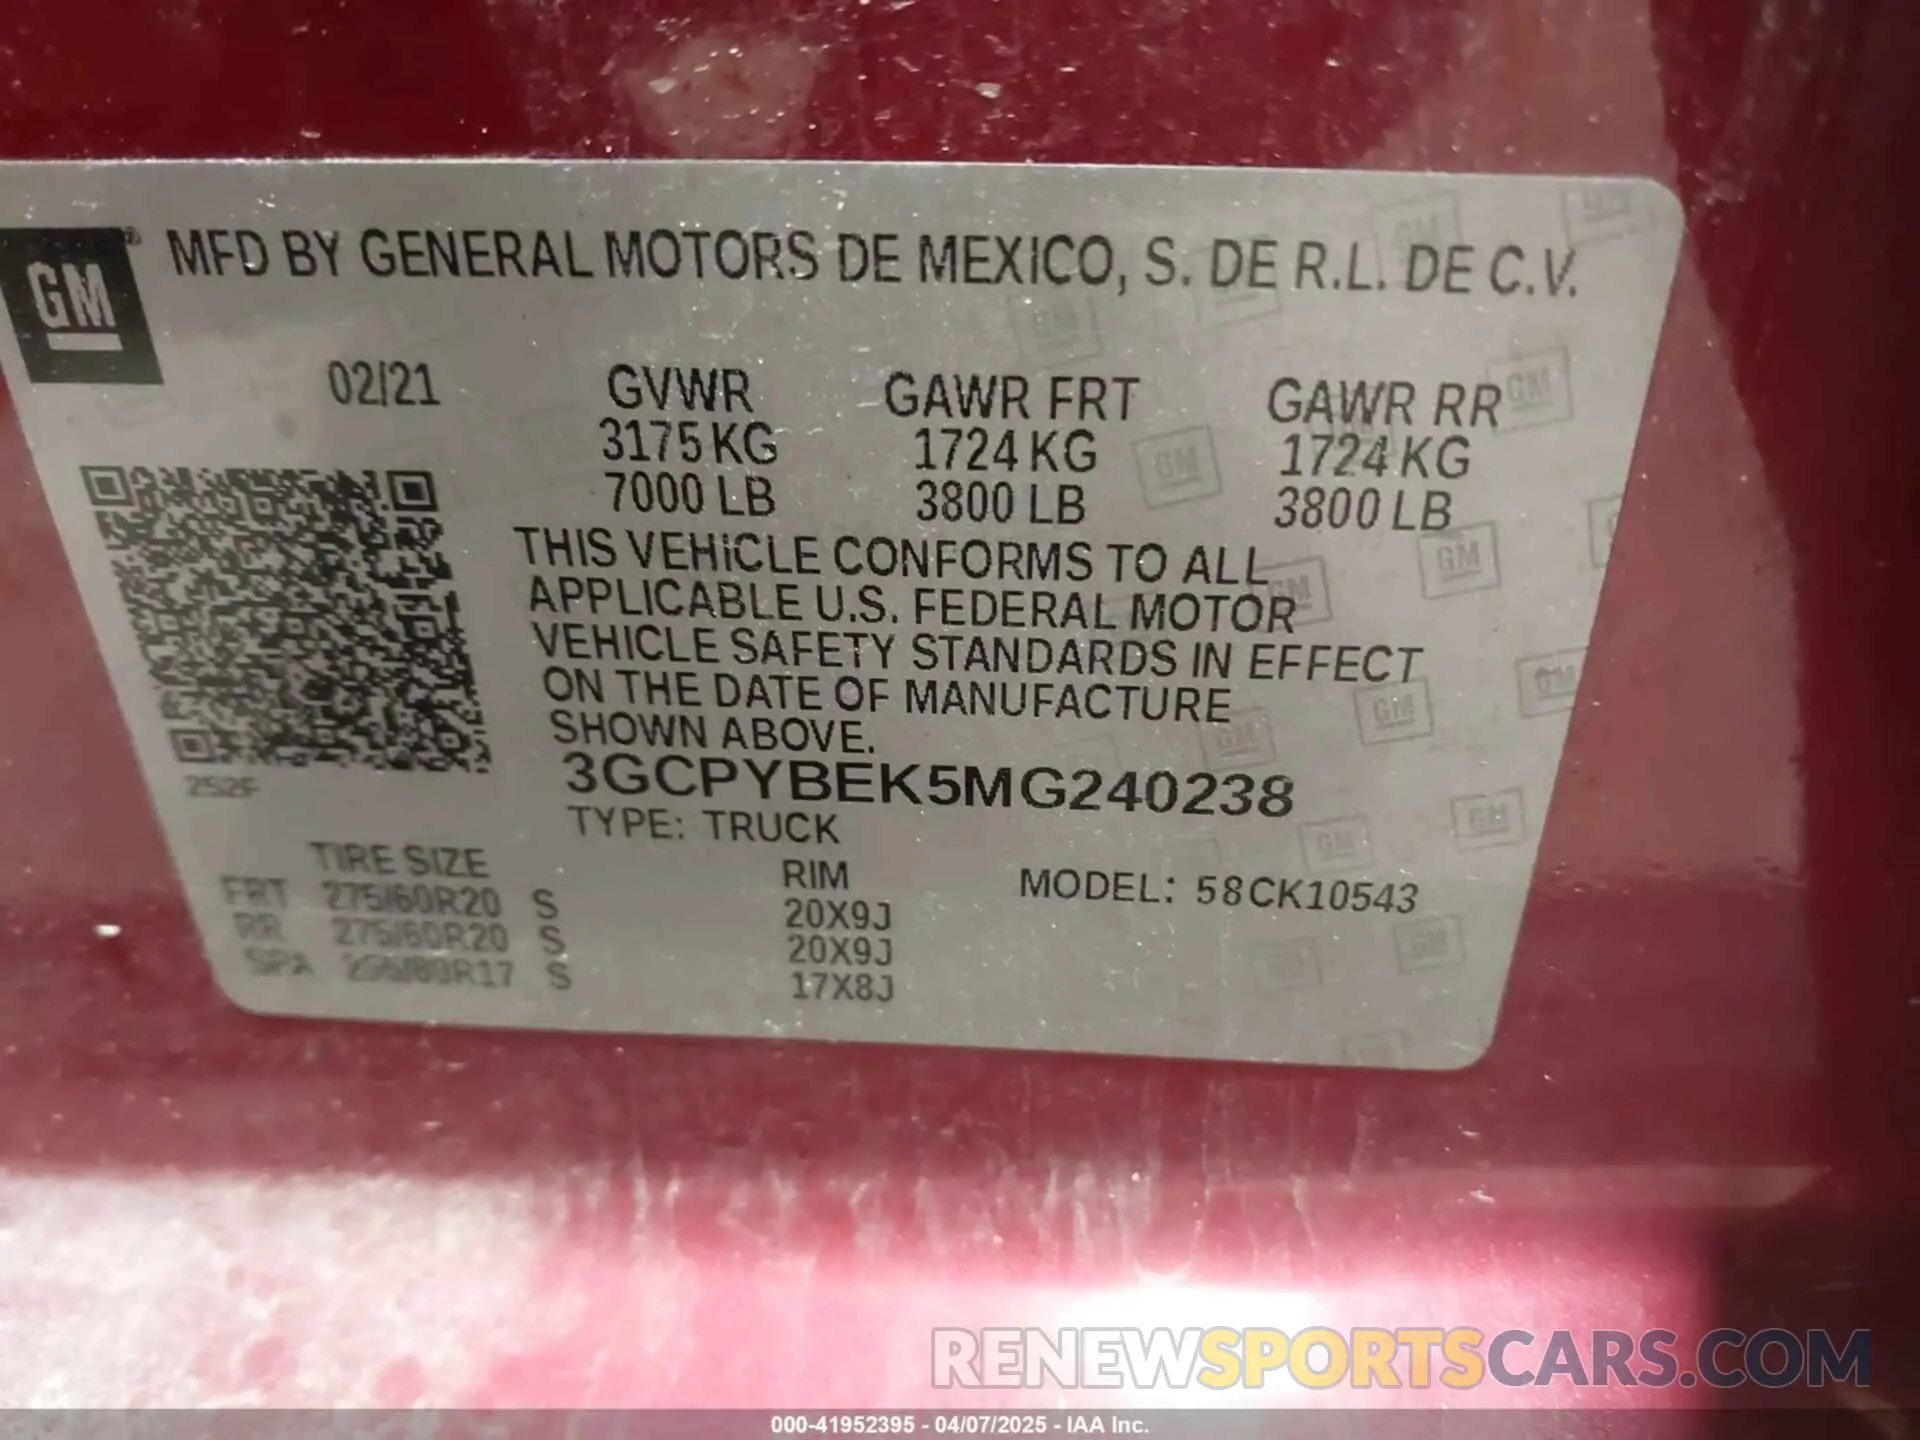 GM ® MFD BY GENERAL MOTORS DE MEXICO, S. DE R.L. DE C.V.
02/21 GVWR GAWR FRT GAWR RR
3175 KG 1724 KG 1724 KG
7000 LB 3800 LB 3800 LB
THIS VEHICLE CONFORMS TO ALL
APPLICABLE U.S. FEDERAL MOTOR
VEHICLE SAFETY STANDARDS IN EFFECT
ON THE DATE OF MANUFACTURE
SHOWN ABOVE.
252F
3GCPYBEK5MG240238
TYPE: TRUCK
TIRE SIZE RIM MODEL: 58CK10543
FRT 275/60R20 S 20X9J
RR 275/60R20 S 20X9J
SPA S 17X8J
RENEWSPORTSCARS.COM
000-41952395 - 04/07/2025 - IAA Inc.